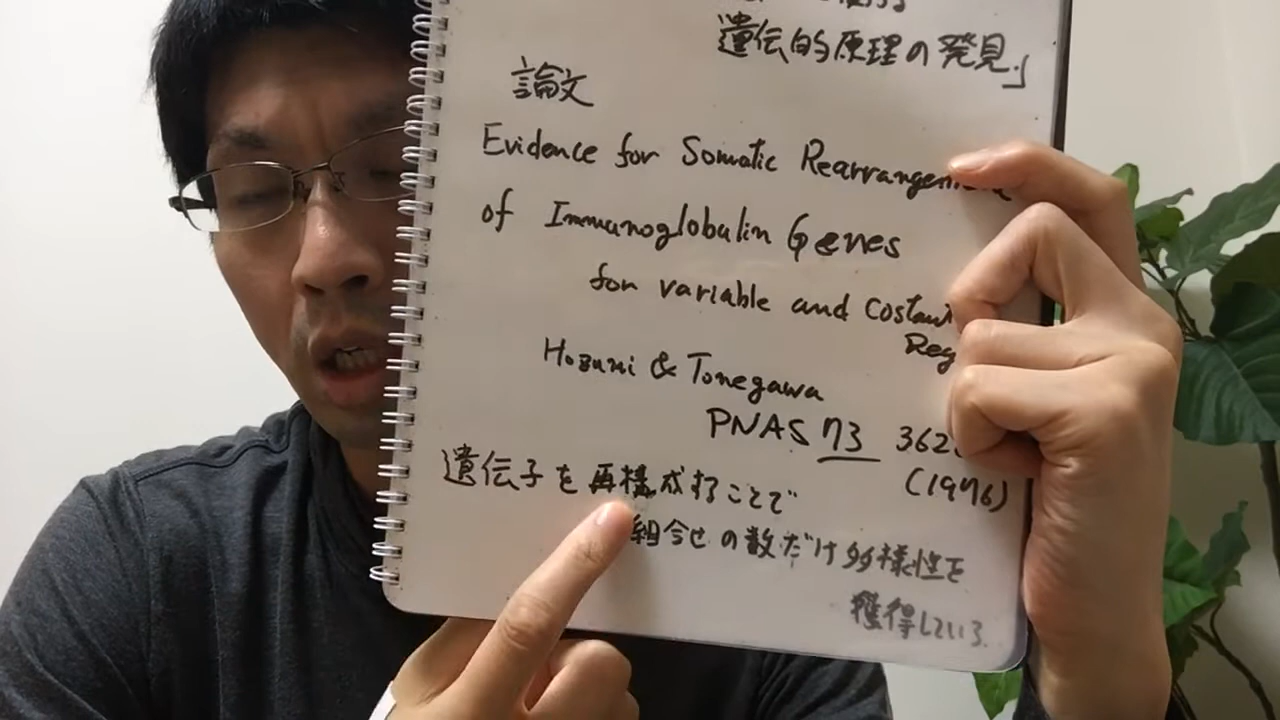 遺伝的原理の発見」
論文
Evidence for Somatic Rearrangement
of Immunoglobulin Genes
for variable and Costant
Reg
Hozumi & Tonegawa
PNAS 73 362
(1976)
遺伝子を再構成することで
組合せの数だけ多様性を
獲得している.